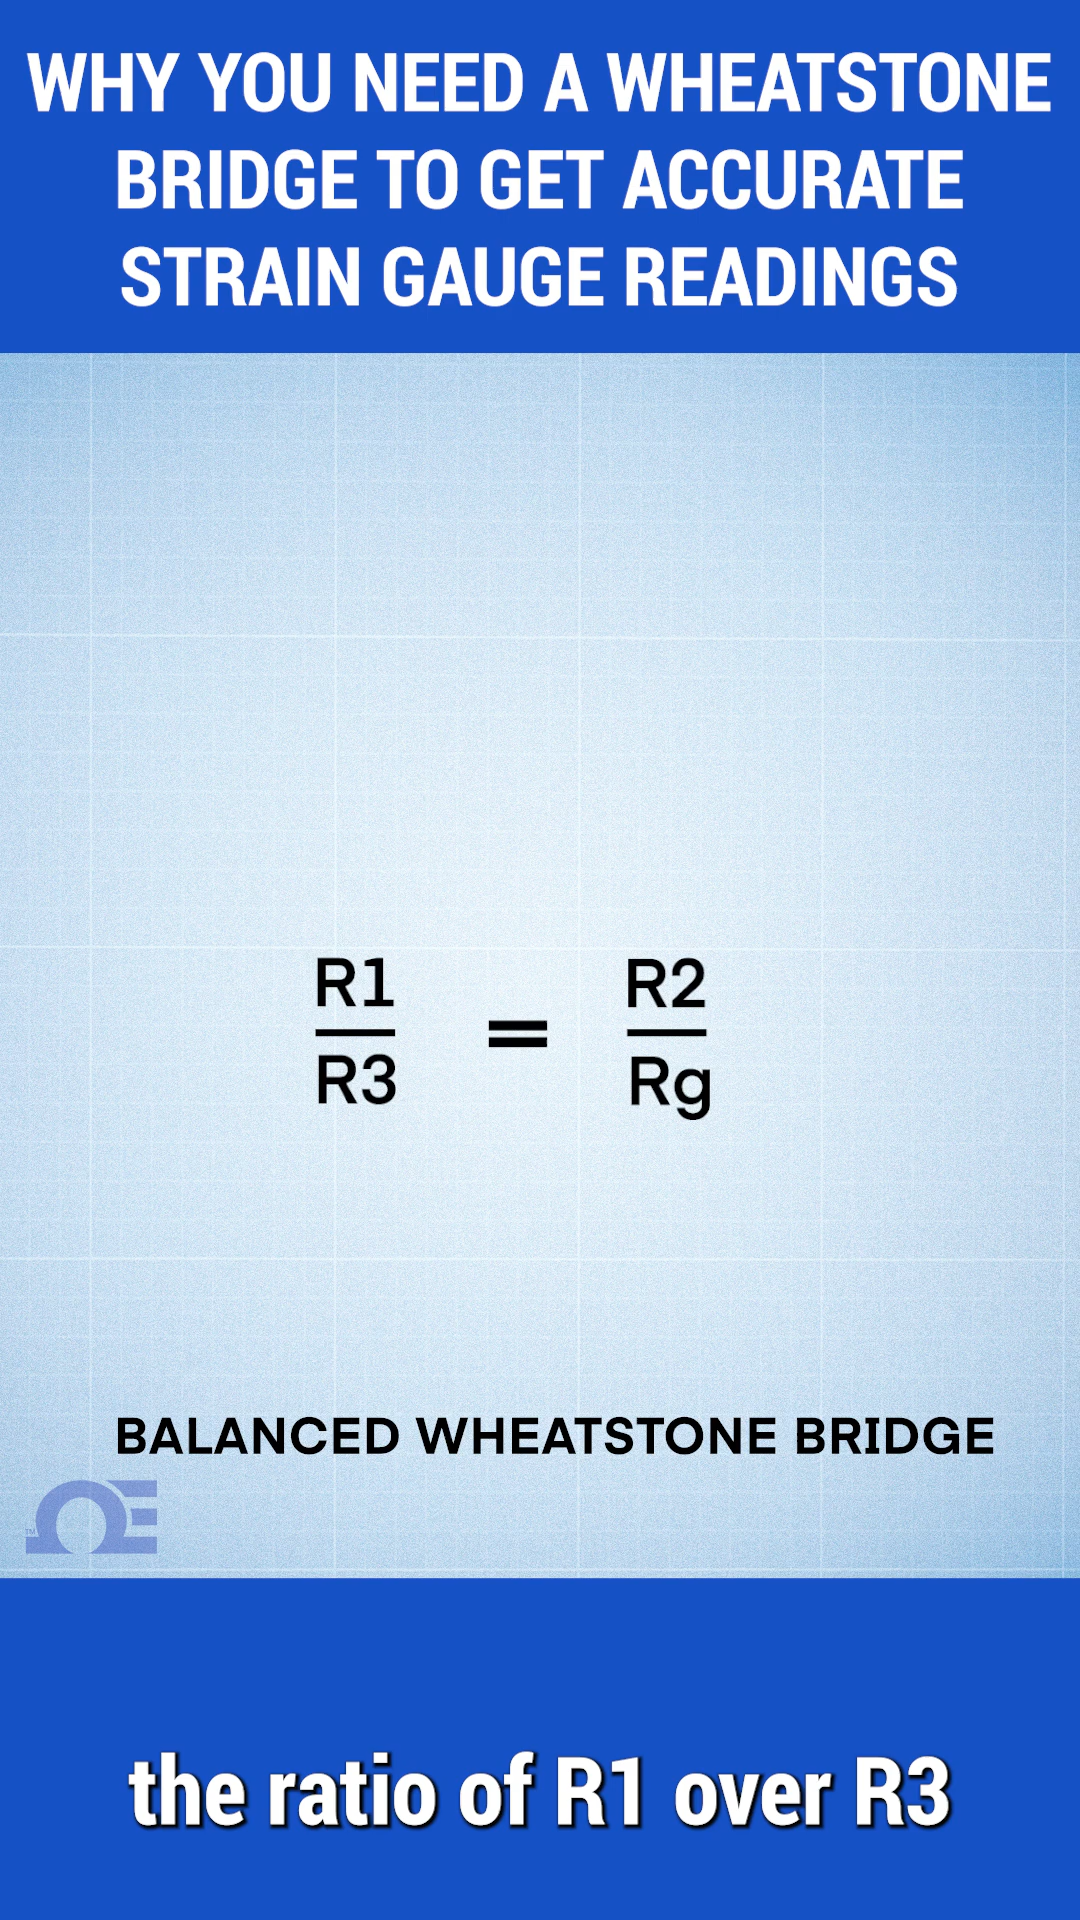 WHY YOU NEED A WHEATSTONE
BRIDGE TO GET ACCURATE
STRAIN GAUGE READINGS
R1
R3
=
R2
Rg
BALANCED WHEATSTONE BRIDGE
TM
the ratio of R1 over R3